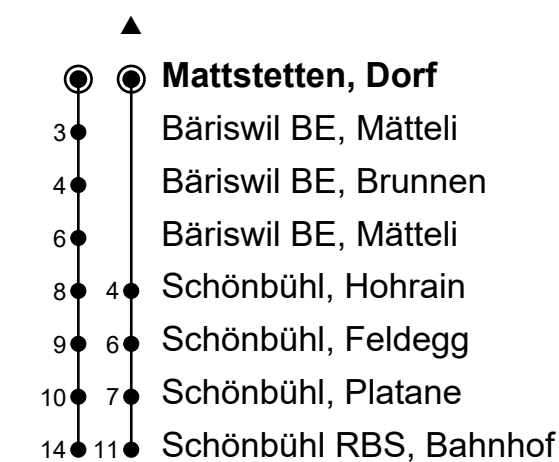 Mattstetten, Dorf
3 Bäriswil BE, Mätteli
4 Bäriswil BE, Brunnen
6 Bäriswil BE, Mätteli
8 4 Schönbühl, Hohrain
9 6 Schönbühl, Feldegg
10 7 Schönbühl, Platane
14 11 Schönbühl RBS, Bahnhof